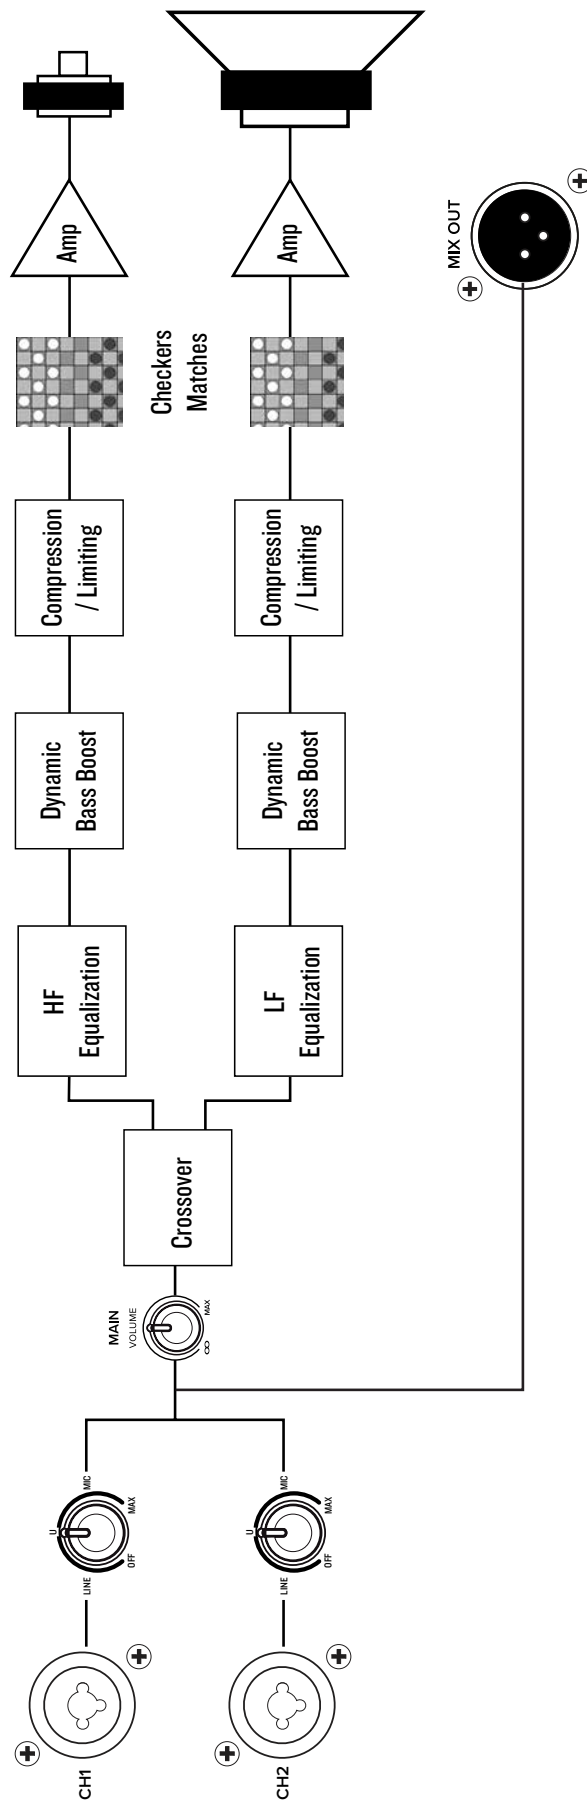 CH1
LINE
U
OFF
MAX
MIC
CH2
LINE
U
OFF
MAX
MIC
MAIN
VOLUME
∞
MAX
Crossover
HF
Equalization
Dynamic
Bass Boost
Compression
/ Limiting
Amp
Checkers
Matches
LF
Equalization
Dynamic
Bass Boost
Compression
/ Limiting
Amp
MIX OUT